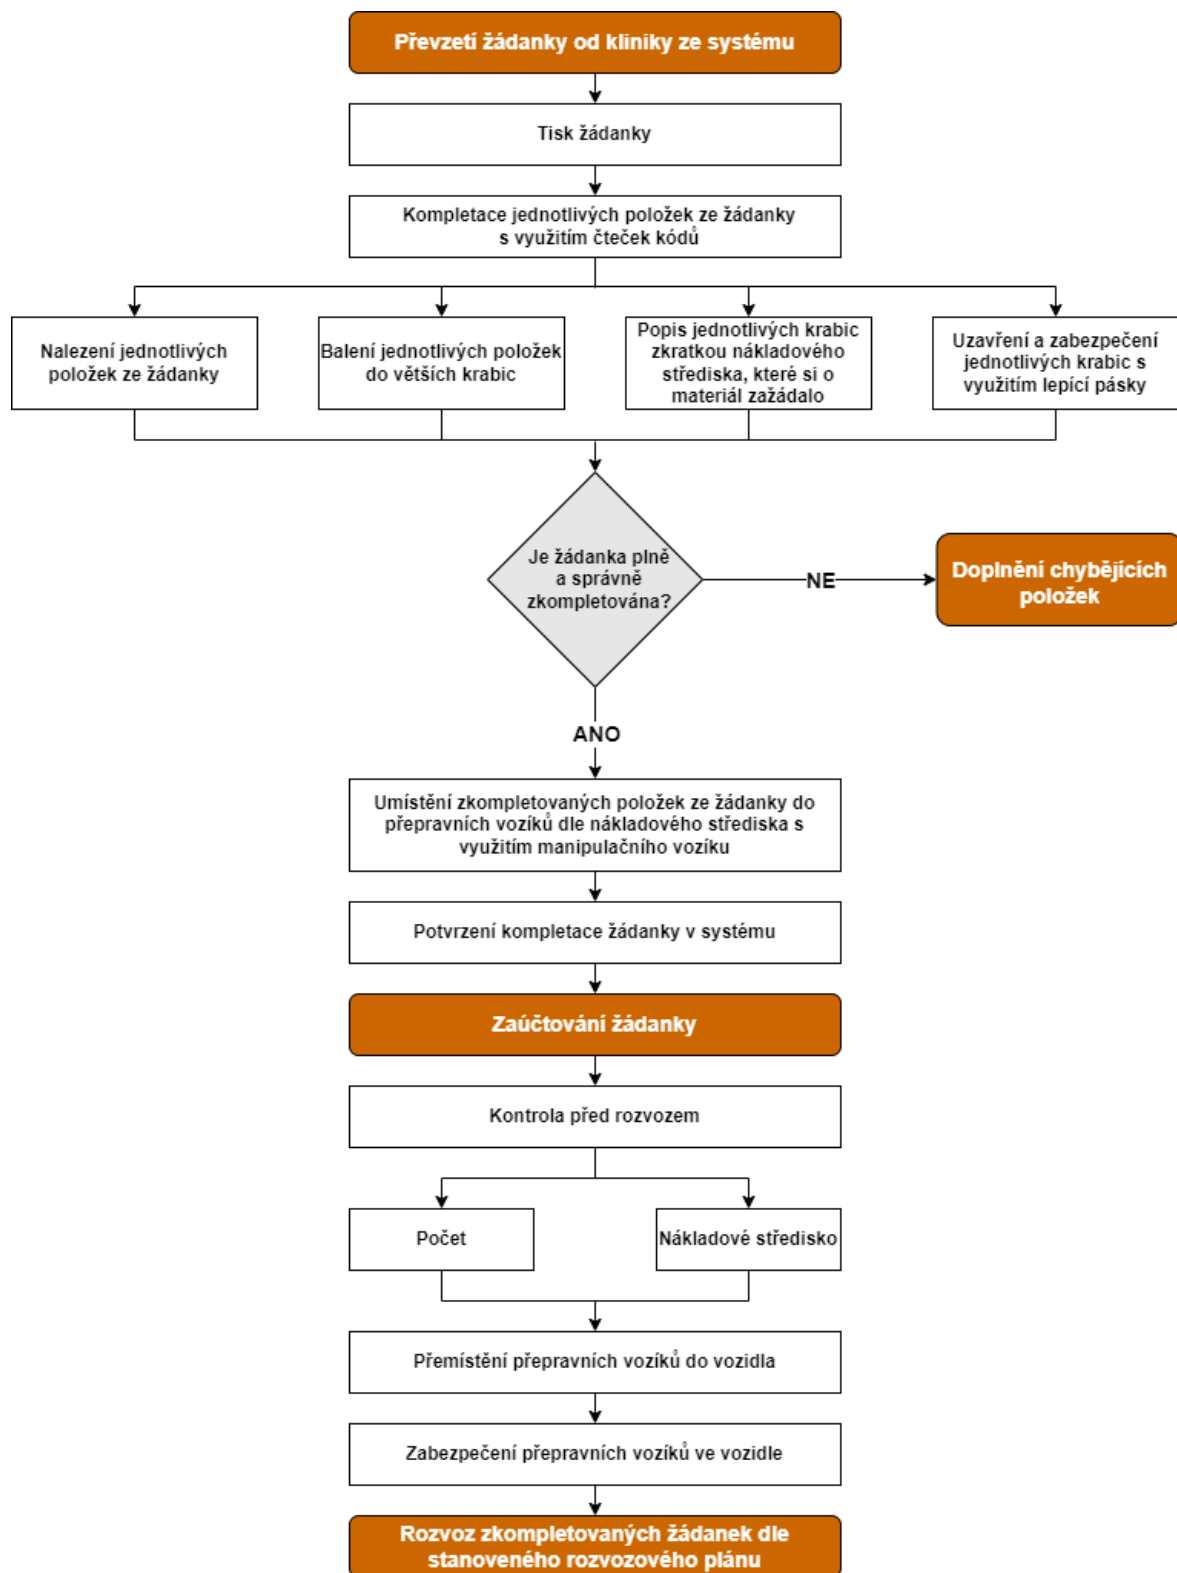 Převzetí žádanky od kliniky ze systému
Tisk žádanky
Kompletace jednotlivých položek ze žádanky
s využitím čteček kódů
Nalezení jednotlivých
položek ze žádanky
Balení jednotlivých položek
do větších krabic
Popis jednotlivých krabic
zkratkou nákladového
střediska, které si o
materiál zažádalo
Uzavření a zabezpečení
jednotlivých krabic s
využitím lepící pásky
Je žádanka plně
a správně
zkompletována?
NE
Doplnění chybějících
položek
ANO
Umístění zkompletovaných položek ze žádanky do
přepravních vozíků dle nákladového střediska s
využitím manipulačního vozíku
Potvrzení kompletace žádanky v systému
Zaúčtování žádanky
Kontrola před rozvozem
Počet
Nákladové středisko
Přemístění přepravních vozíků do vozidla
Zabezpečení přepravních vozíků ve vozidle
Rozvoz zkompletovaných žádanek dle
stanoveného rozvozového plánu